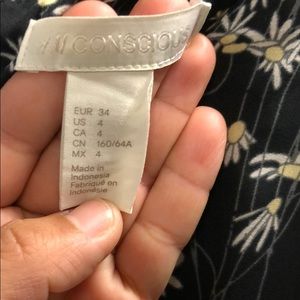 CONSCIOUS
EUR 34
US 4
CA 4
CN 160/64A
MX 4
Made in
Indonesia
Fabriqué en
Indonésie